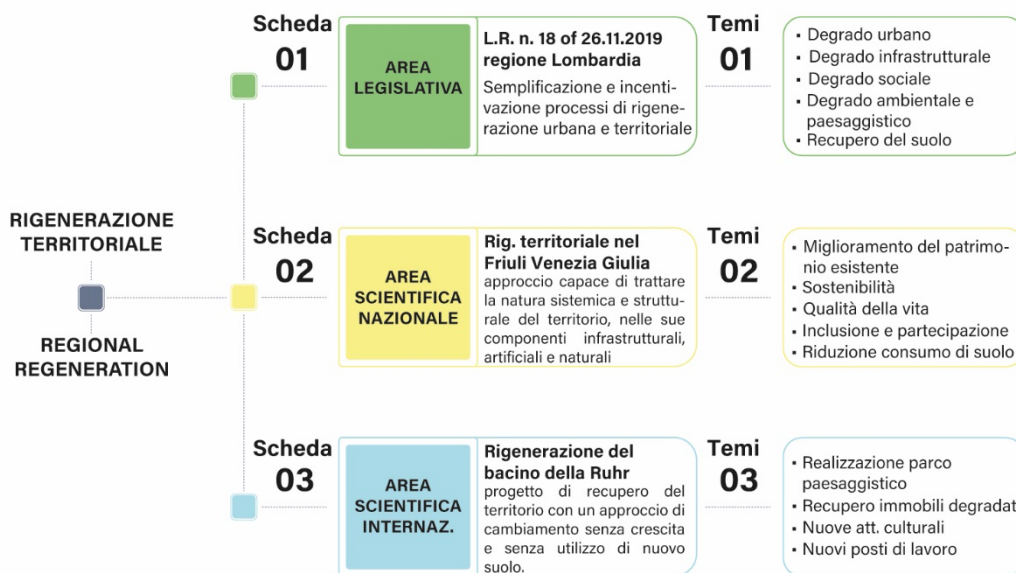 RIGENERAZIONE
TERRITORIALE
REGIONAL
REGENERATION
Scheda
01
AREA
LEGISLATIVA
L.R. n. 18 of 26.11.2019
regione Lombardia
Semplificazione e incenti-
vazione processi di rigene-
razione urbana e territoriale
Temi
01
▪ Degrado urbano
▪ Degrado infrastrutturale
▪ Degrado sociale
▪ Degrado ambientale e
paesaggistico
▪ Recupero del suolo
Scheda
02
AREA
SCIENTIFICA
NAZIONALE
Rig. territoriale nel
Friuli Venezia Giulia
approccio capace di trattare
la natura sistemica e struttu-
rale del territorio, nelle sue
componenti infrastrutturali,
artificiali e naturali
Temi
02
▪ Miglioramento del patrimo-
nio esistente
▪ Sostenibilità
▪ Qualità della vita
▪ Inclusione e partecipazione
▪ Riduzione consumo di suolo
Scheda
03
AREA
SCIENTIFICA
INTERNAZ.
Rigenerazione del
bacino della Ruhr
progetto di recupero del
territorio con un approccio di
cambiamento senza crescita
e senza utilizzo di nuovo
suolo.
Temi
03
▪ Realizzazione parco
paesaggistico
▪ Recupero immobili degradat
▪ Nuove att. culturali
▪ Nuovi posti di lavoro